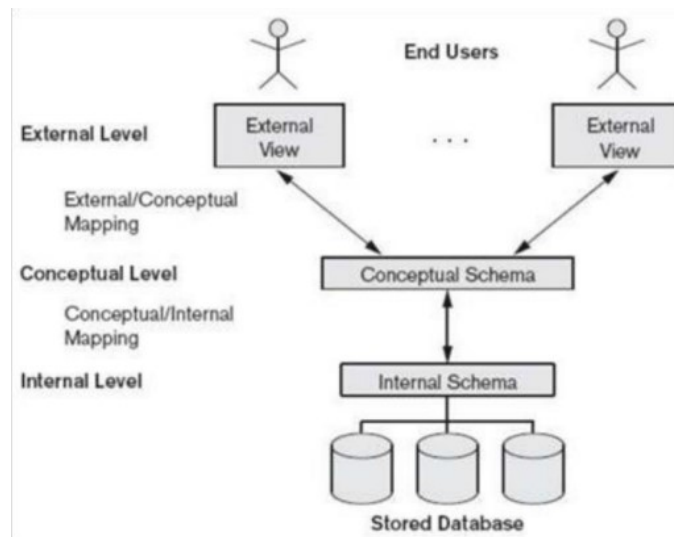 End Users
External Level
External
View
. . .
External
View
External/Conceptual
Mapping
Conceptual Level
Conceptual Schema
Conceptual/Internal
Mapping
Internal Level
Internal Schema
Stored Database